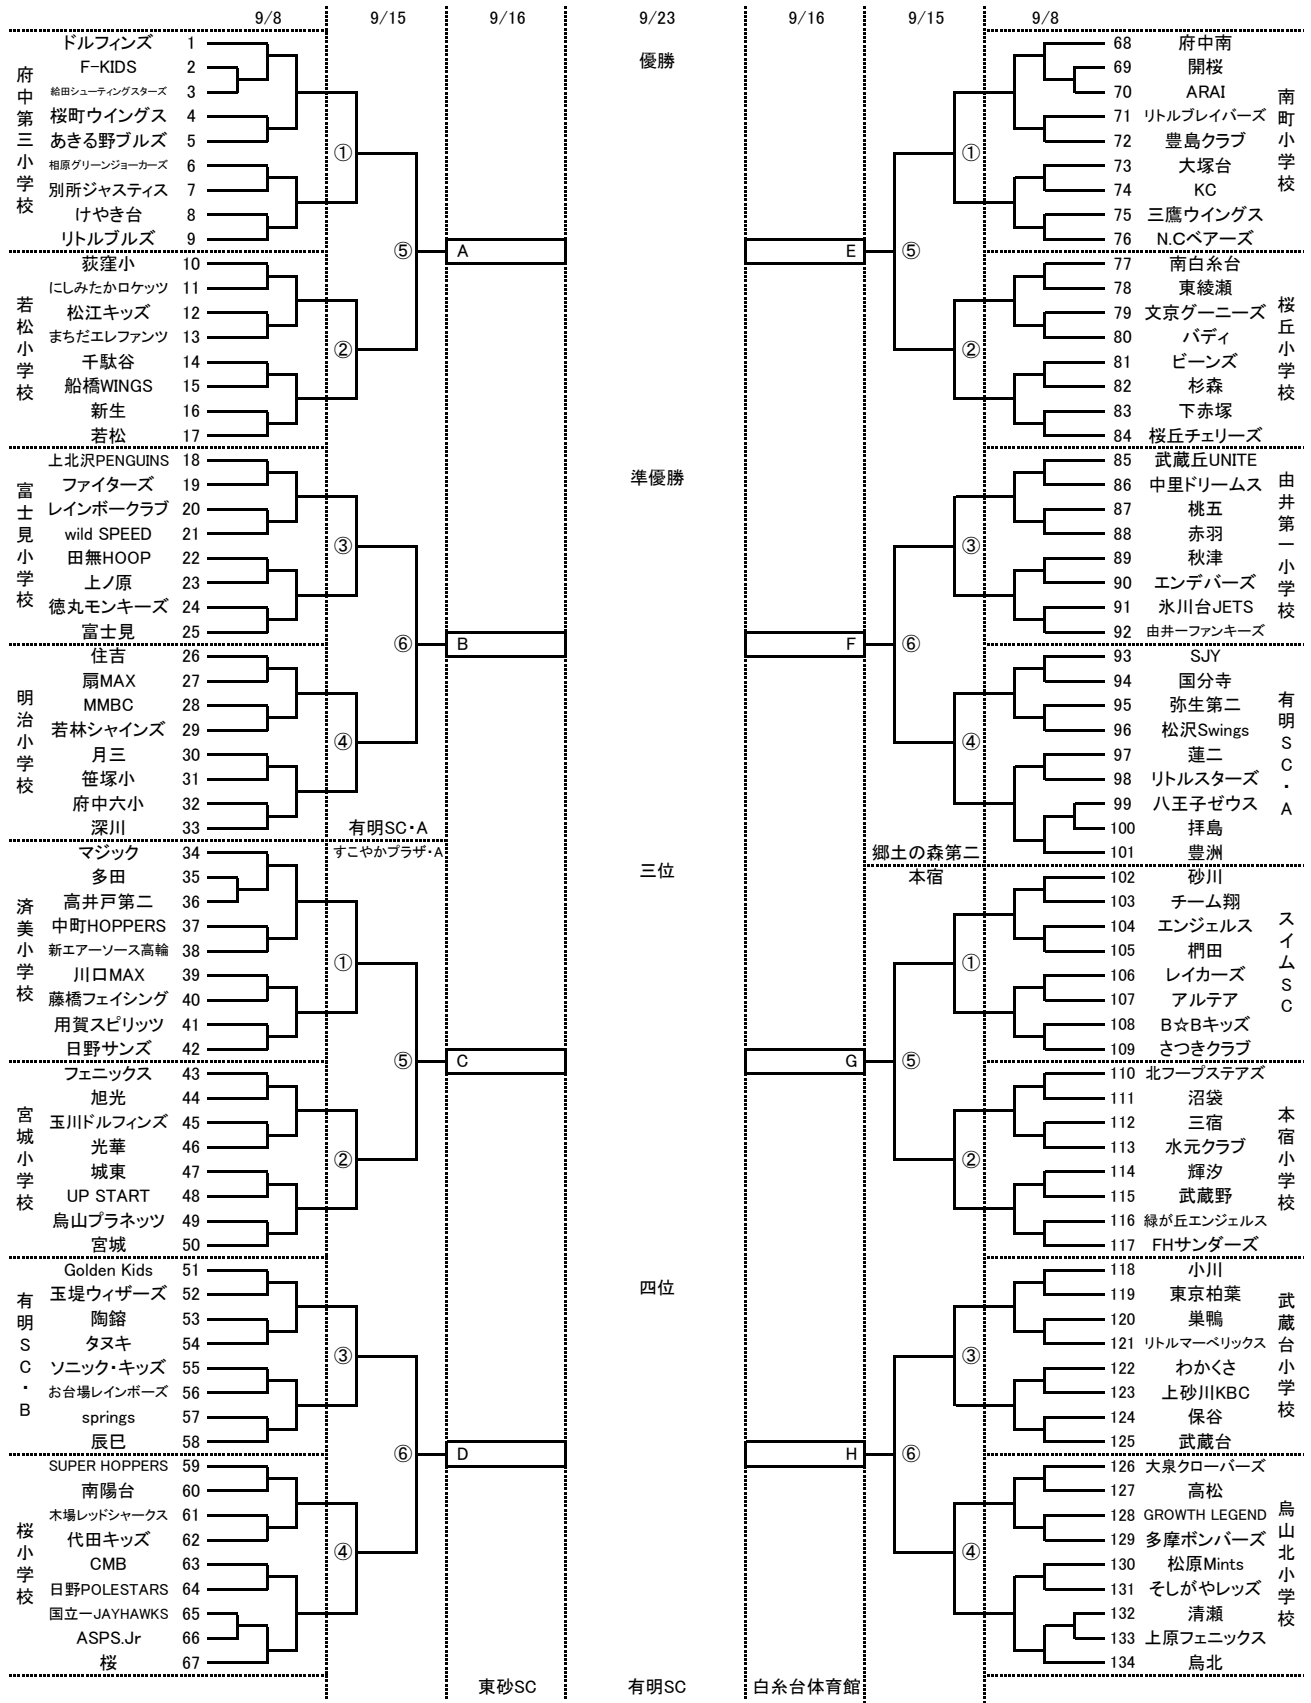 9/8 9/15 9/16 9/23 9/16 9/15 9/8
優勝
準優勝
三位
四位
府中第三小学校
ドルフィンズ 1
F-KIDS 2
給田シューティングスターズ 3
桜町ウイングス 4
あきる野ブルズ 5
相原グリーンジョーカーズ 6
別所ジャスティス 7
けやき台 8
リトルブルズ 9
若松小学校
荻窪小 10
にしみたかロケッツ 11
松江キッズ 12
まちだエレファンツ 13
千駄谷 14
船橋WINGS 15
新生 16
若松 17
富士見小学校
上北沢PENGUINS 18
ファイターズ 19
レインボークラブ 20
wild SPEED 21
田無HOOP 22
上ノ原 23
徳丸モンキーズ 24
富士見 25
明治小学校
住吉 26
扇MAX 27
MMBC 28
若林シャインズ 29
月三 30
笹塚小 31
府中六小 32
深川 33
済美小学校
マジック 34
多田 35
高井戸第二 36
中町HOPPERS 37
新エアーソース高輪 38
川口MAX 39
藤橋フェイシング 40
用賀スピリッツ 41
日野サンズ 42
宮城小学校
フェニックス 43
旭光 44
玉川ドルフィンズ 45
光華 46
城東 47
UP START 48
烏山プラネッツ 49
宮城 50
有明SC・B
Golden Kids 51
玉堤ウィザーズ 52
陶鎔 53
タヌキ 54
ソニック・キッズ 55
お台場レインボーズ 56
springs 57
辰巳 58
桜小学校
SUPER HOPPERS 59
南陽台 60
木場レッドシャークス 61
代田キッズ 62
CMB 63
日野POLESTARS 64
国立一JAYHAWKS 65
ASPS.Jr 66
桜 67
①
②
③
④
⑤
⑥
有明SC・A
すこやかプラザ・A
①
②
③
④
⑤
⑥
A
B
C
D
東砂SC
有明SC
白糸台体育館
E
F
G
H
①
②
③
④
⑤
⑥
郷土の森第二
本宿
①
②
③
④
⑤
⑥
68 府中南
69 開桜
70 ARAI
71 リトルブレイバーズ
72 豊島クラブ
73 大塚台
74 KC
75 三鷹ウイングス
76 N.Cベアーズ
南町小学校
77 南白糸台
78 東綾瀬
79 文京グーニーズ
80 バディ
81 ビーンズ
82 杉森
83 下赤塚
84 桜丘チェリーズ
桜丘小学校
85 武蔵丘UNITE
86 中里ドリームス
87 桃五
88 赤羽
89 秋津
90 エンデバーズ
91 氷川台JETS
92 由井一ファンキーズ
由井第一小学校
93 SJY
94 国分寺
95 弥生第二
96 松沢Swings
97 蓮二
98 リトルスターズ
99 八王子ゼウス
100 拝島
101 豊洲
有明SC・A
102 砂川
103 チーム翔
104 エンジェルス
105 椚田
106 レイカーズ
107 アルテア
108 B☆Bキッズ
109 さつきクラブ
スイムSC
110 北フープステアズ
111 沼袋
112 三宿
113 水元クラブ
114 輝汐
115 武蔵野
116 緑が丘エンジェルス
117 FHサンダーズ
本宿小学校
118 小川
119 東京柏葉
120 巣鴨
121 リトルマーベリックス
122 わかくさ
123 上砂川KBC
124 保谷
125 武蔵台
武蔵台小学校
126 大泉クローバーズ
127 高松
128 GROWTH LEGEND
129 多摩ボンバーズ
130 松原Mints
131 そしがやレッズ
132 清瀬
133 上原フェニックス
134 烏北
烏山北小学校